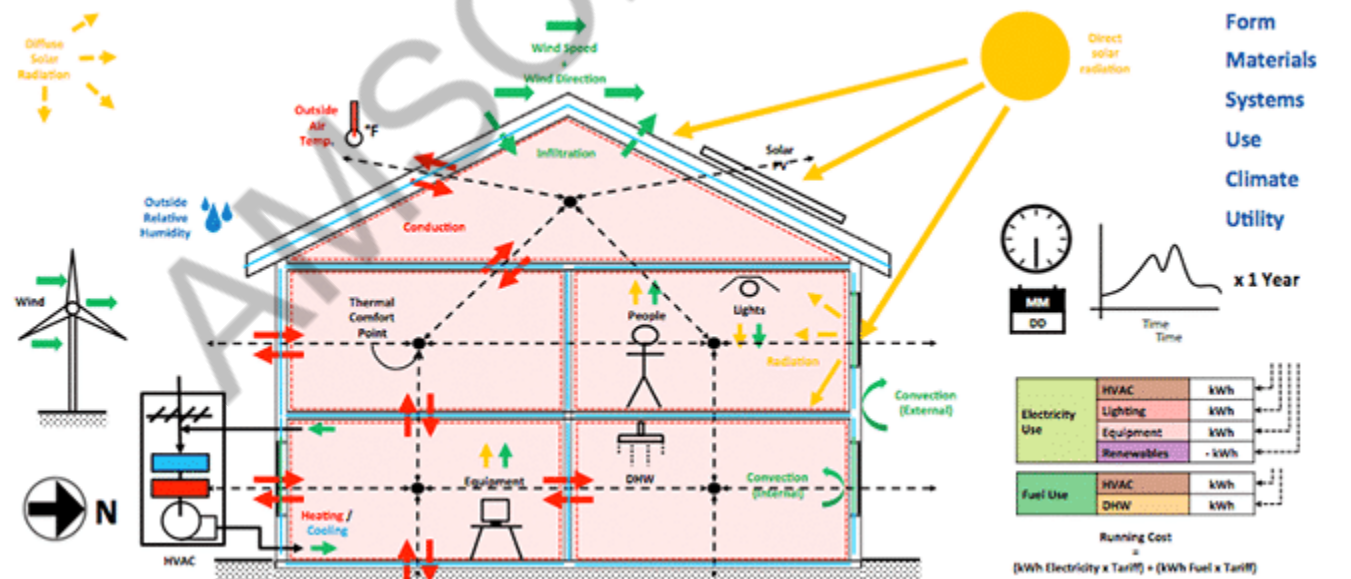 Diffuse
Solar
Radiation
Wind Speed
+
Wind Direction
Direct
solar
radiation
Form
Materials
Systems
Use
Climate
Utility
Outside
Air
Temp.
°F
Infiltration
Solar
PV
Outside
Relative
Humidity
Conduction
Wind
Thermal
Comfort
Point
People
Lights
Radiation
MM
DD
Time
Time
x 1 Year
Convection
(External)
Electricity
Use
HVAC
kWh
Lighting
kWh
Equipment
kWh
Renewables
- kWh
Fuel Use
HVAC
kWh
DHW
kWh
N
Equipment
DHW
Convection
(Internal)
Heating /
Cooling
HVAC
Running Cost
=
(kWh Electricity x Tariff) + (kWh Fuel x Tariff)